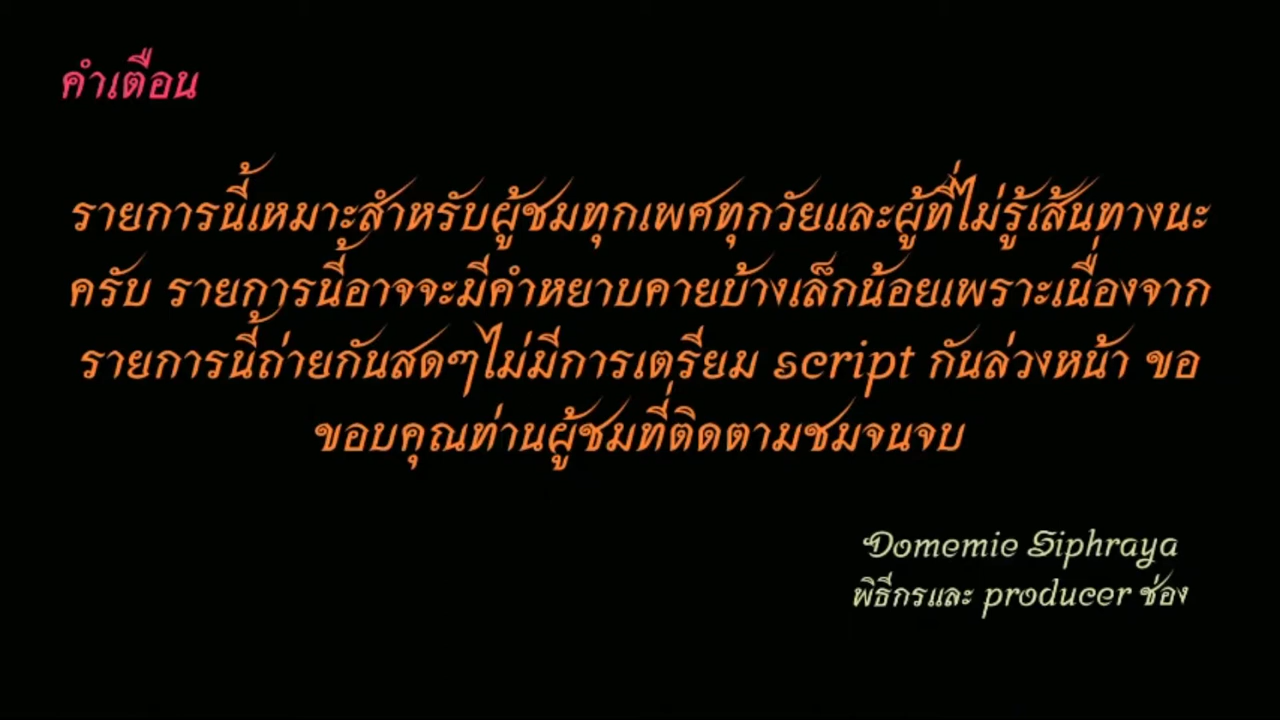 คำเตือน
รายการนี้เหมาะสำหรับผู้ชมทุกเพศทุกวัยและผู้ที่ไม่รู้เส้นทางนะ
ครับ รายการนี้อาจจะมีคำหยาบคายบ้างเล็กน้อยเพราะเนื่องจาก
รายการนี้ถ่ายกันสดๆไม่มีการเตรียม script กันล่วงหน้า ขอ
ขอบคุณท่านผู้ชมที่ติดตามชมจนจบ
Domemie Siphraya
พิธีกรและ producer ช่อง